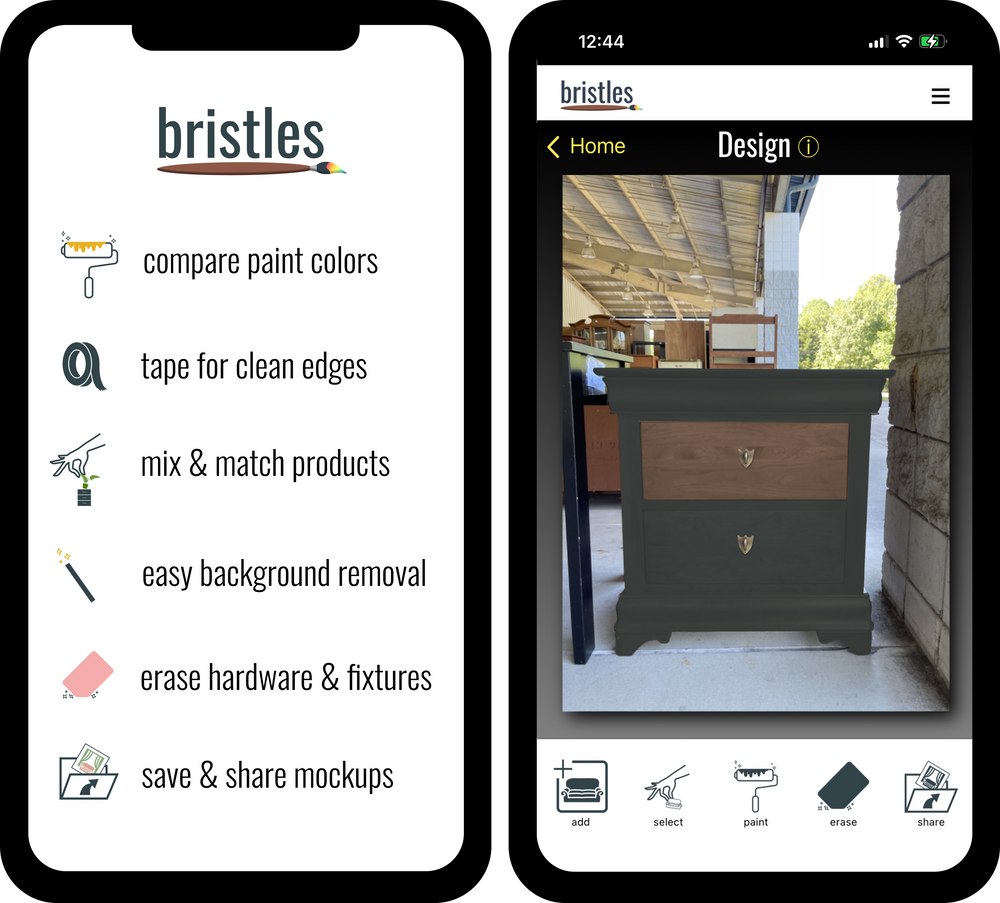 bristles
compare paint colors
tape for clean edges
mix & match products
easy background removal
erase hardware & fixtures
save & share mockups
12:44
bristles
Home
Design
add
select
paint
erase
share